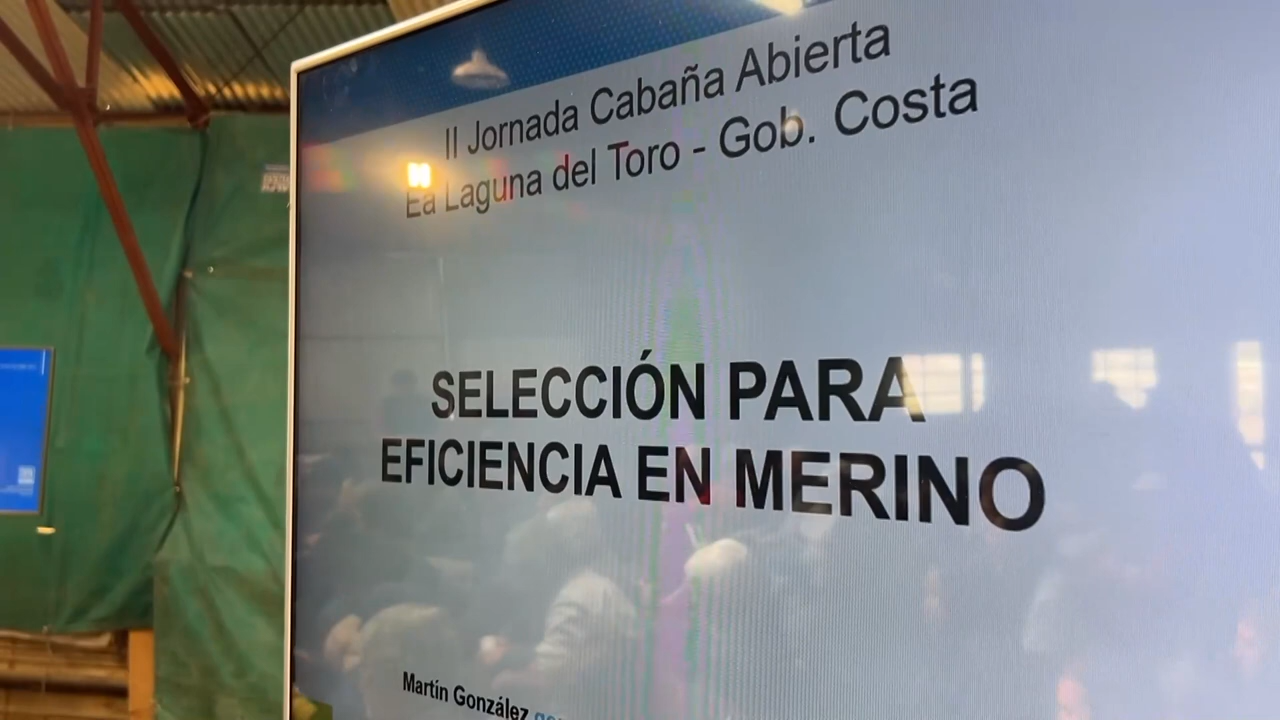 II Jornada Cabaña Abierta
Ea Laguna del Toro - Gob. Costa
SELECCIÓN PARA
EFICIENCIA EN MERINO
Martín González